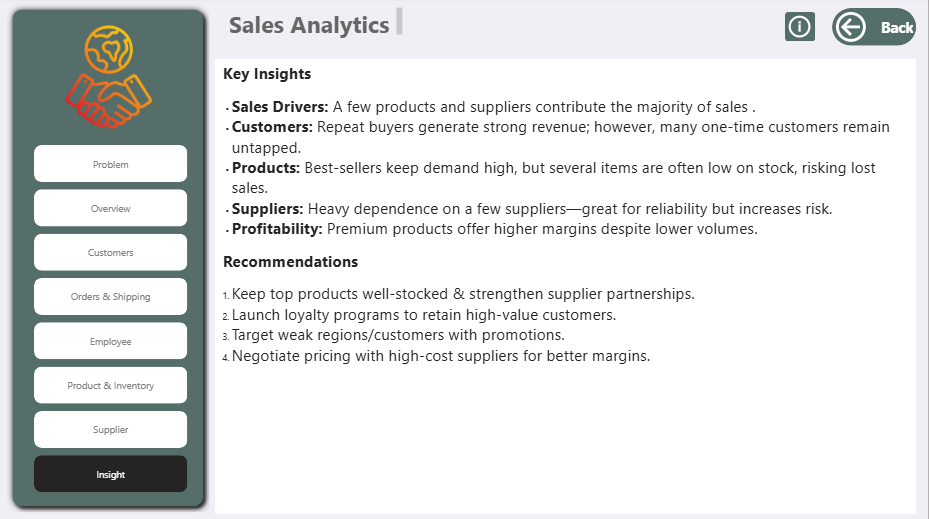 Sales Analytics
Back
Problem
Overview
Customers
Orders & Shipping
Employee
Product & Inventory
Supplier
Insight
Key Insights
· Sales Drivers: A few products and suppliers contribute the majority of sales .
· Customers: Repeat buyers generate strong revenue; however, many one-time customers remain
untapped.
· Products: Best-sellers keep demand high, but several items are often low on stock, risking lost
sales.
· Suppliers: Heavy dependence on a few suppliers—great for reliability but increases risk.
· Profitability: Premium products offer higher margins despite lower volumes.
Recommendations
1. Keep top products well-stocked & strengthen supplier partnerships.
2. Launch loyalty programs to retain high-value customers.
3. Target weak regions/customers with promotions.
4. Negotiate pricing with high-cost suppliers for better margins.